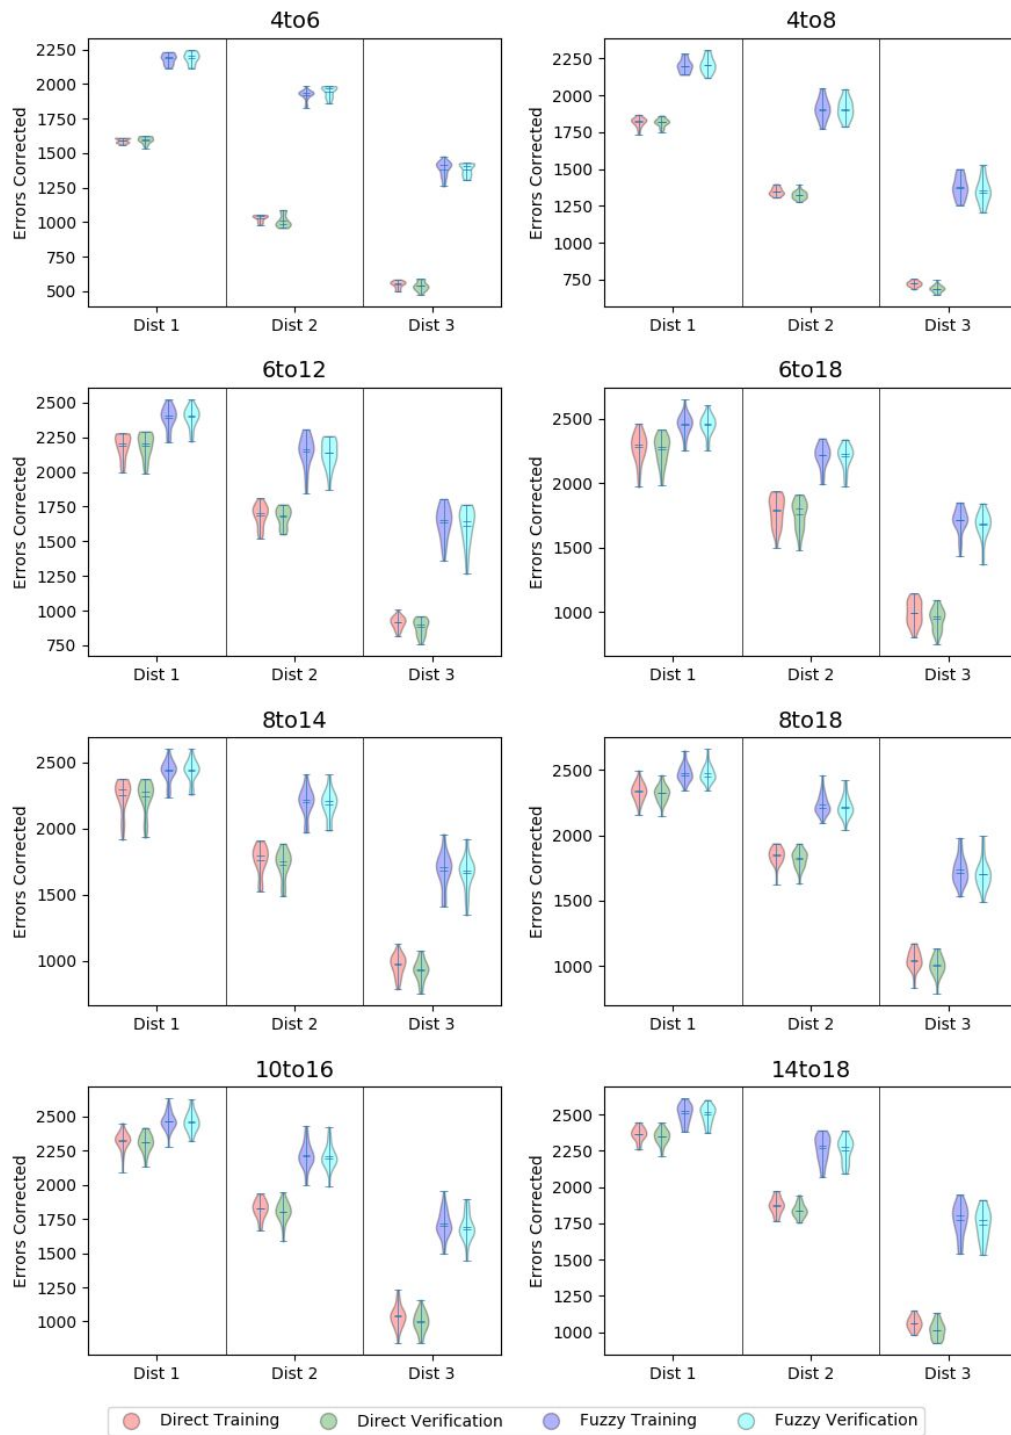 4to6
4to8
Errors Corrected
2250
2000
1750
1500
1250
1000
750
500
Dist 1
Dist 2
Dist 3
Errors Corrected
2250
2000
1750
1500
1250
1000
750
Dist 1
Dist 2
Dist 3
6to12
6to18
Errors Corrected
2500
2250
2000
1750
1500
1250
1000
750
Dist 1
Dist 2
Dist 3
Errors Corrected
2500
2000
1500
1000
Dist 1
Dist 2
Dist 3
8to14
8to18
Errors Corrected
2500
2000
1500
1000
Dist 1
Dist 2
Dist 3
Errors Corrected
2500
2000
1500
1000
Dist 1
Dist 2
Dist 3
10to16
14to18
Errors Corrected
2500
2250
2000
1750
1500
1250
1000
Dist 1
Dist 2
Dist 3
Errors Corrected
2500
2250
2000
1750
1500
1250
1000
Dist 1
Dist 2
Dist 3
Direct Training
Direct Verification
Fuzzy Training
Fuzzy Verification